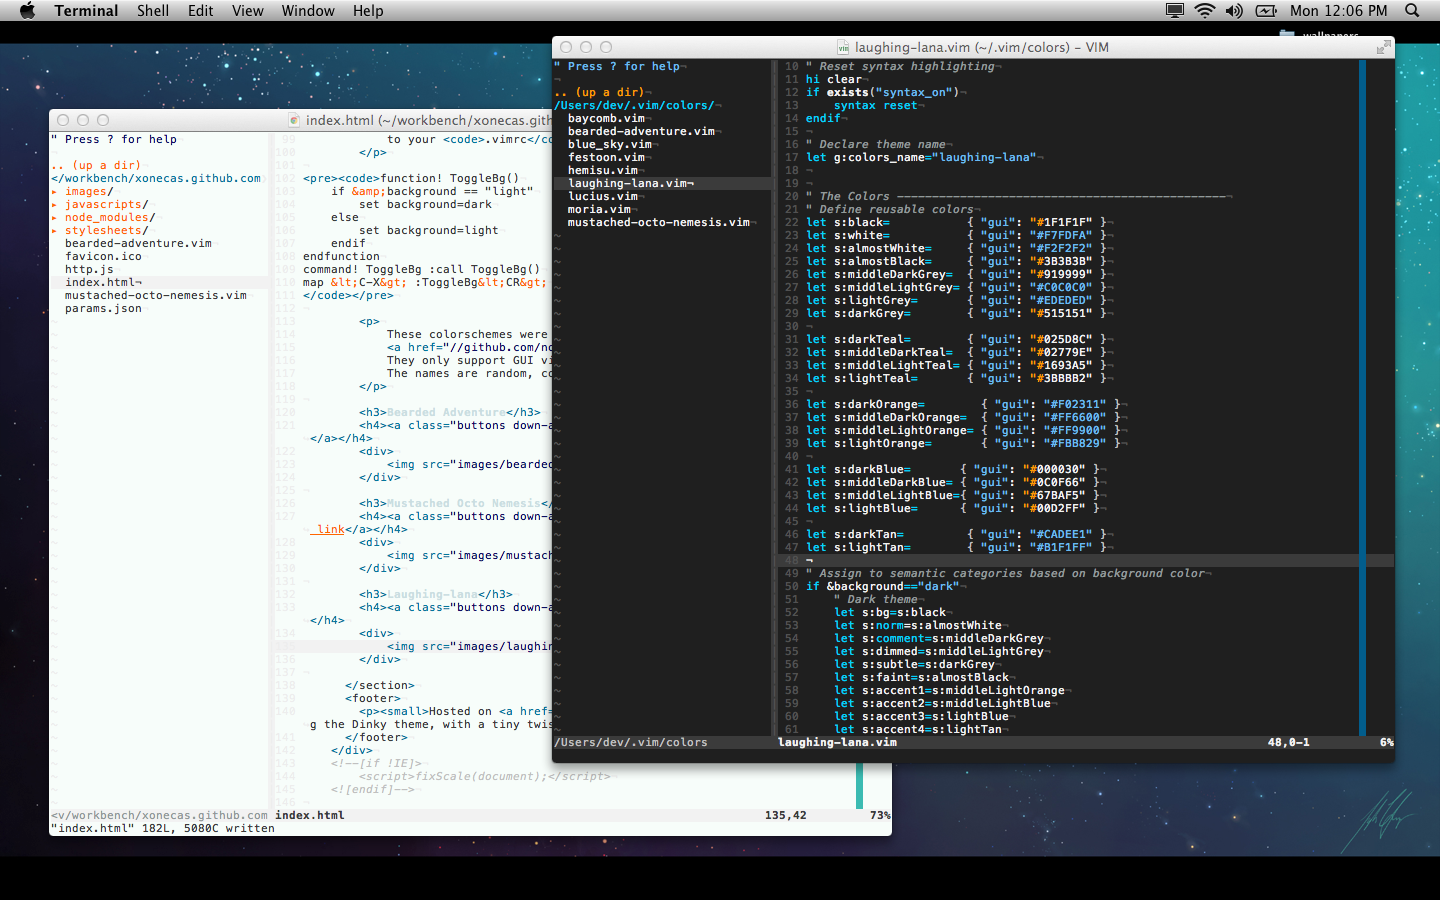 Terminal Shell Edit View Window Help Mon 12:06 PM
wallpapers
index.html (~/workbench/xonecas.gith
" Press ? for help
.. (up a dir)
</workbench/xonecas.github.com
▸ images/
▸ javascripts/
▸ node_modules/
▸ stylesheets/
bearded-adventure.vim
favicon.ico
http.js
index.html¬
mustached-octo-nemesis.vim
params.json
99 to your <code>.vimrc</c
100 </p>
101
102 <pre><code>function! ToggleBg()
103 if &amp;background == "light"
104 set background=dark
105 else
106 set background=light
107 endif
108 endfunction
109 command! ToggleBg :call ToggleBg()
110 map &lt;C-X&gt; :ToggleBg&lt;CR&gt;
111 </code></pre>
112
113 <p>
114 These colorschemes were
115 <a href="//github.com/no
116 They only support GUI vi
117 The names are random, co
118 </p>
119
120 <h3>Bearded Adventure</h3>
121 <h4><a class="buttons down-a
</a></h4>
122 <div>
123 <img src="images/bearded
124 </div>
125
126 <h3>Mustached Octo Nemesis</
127 <h4><a class="buttons down-a
_link</a></h4>
128 <div>
129 <img src="images/mustach
130 </div>
131
132 <h3>Laughing-lana</h3>
133 <h4><a class="buttons down-a
</h4>
134 <div>
<img src="images/laughin
136 </div>
137
138 </section>
139 <footer>
140 <p><small>Hosted on <a href=
g the Dinky theme, with a tiny twis
141 </footer>
142 </div>
143 <!--[if !IE]>
144 <script>fixScale(document);</script>
145 <![endif]-->
146
<v/workbench/xonecas.github.com index.html 135,42 73%
"index.html" 182L, 5080C written
laughing-lana.vim (~/.vim/colors) – VIM
" Press ? for help¬
.. (up a dir)¬
/Users/dev/.vim/colors/¬
baycomb.vim¬
bearded-adventure.vim¬
blue_sky.vim¬
festoon.vim¬
hemisu.vim¬
laughing-lana.vim¬
lucius.vim¬
moria.vim¬
mustached-octo-nemesis.vim¬
10 " Reset syntax highlighting¬
11 hi clear¬
12 if exists("syntax_on")¬
13 syntax reset¬
14 endif¬
15 ¬
16 " Declare theme name¬
17 let g:colors_name="laughing-lana"¬
18 ¬
19 ¬
20 " The Colors -----------------------------------------------¬
21 " Define reusable colors¬
22 let s:black= { "gui": "#1F1F1F" }¬
23 let s:white= { "gui": "#F7FDFA" }¬
24 let s:almostWhite= { "gui": "#F2F2F2" }¬
25 let s:almostBlack= { "gui": "#3B3B3B" }¬
26 let s:middleDarkGrey= { "gui": "#919999" }¬
27 let s:middleLightGrey= { "gui": "#C0C0C0" }¬
28 let s:lightGrey= { "gui": "#EDEDED" }¬
29 let s:darkGrey= { "gui": "#515151" }¬
30 ¬
31 let s:darkTeal= { "gui": "#025D8C" }¬
32 let s:middleDarkTeal= { "gui": "#02779E" }¬
33 let s:middleLightTeal= { "gui": "#1693A5" }¬
34 let s:lightTeal= { "gui": "#3BBBB2" }¬
35 ¬
36 let s:darkOrange= { "gui": "#F02311" }¬
37 let s:middleDarkOrange= { "gui": "#FF6600" }¬
38 let s:middleLightOrange= { "gui": "#FF9900" }¬
39 let s:lightOrange= { "gui": "#FBB829" }¬
40 ¬
41 let s:darkBlue= { "gui": "#000030" }¬
42 let s:middleDarkBlue= { "gui": "#0C0F66" }¬
43 let s:middleLightBlue={ "gui": "#67BAF5" }¬
44 let s:lightBlue= { "gui": "#00D2FF" }¬
45 ¬
46 let s:darkTan= { "gui": "#CADEE1" }¬
47 let s:lightTan= { "gui": "#B1F1FF" }¬
48 ¬
49 " Assign to semantic categories based on background color¬
50 if &background=="dark"¬
51 " Dark theme¬
52 let s:bg=s:black¬
53 let s:norm=s:almostWhite¬
54 let s:comment=s:middleDarkGrey¬
55 let s:dimmed=s:middleLightGrey¬
56 let s:subtle=s:darkGrey¬
57 let s:faint=s:almostBlack¬
58 let s:accent1=s:middleLightOrange¬
59 let s:accent2=s:middleLightBlue¬
60 let s:accent3=s:lightBlue¬
61 let s:accent4=s:lightTan¬
/Users/dev/.vim/colors laughing-lana.vim 48,0-1 6%